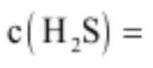 c(H₂S) =